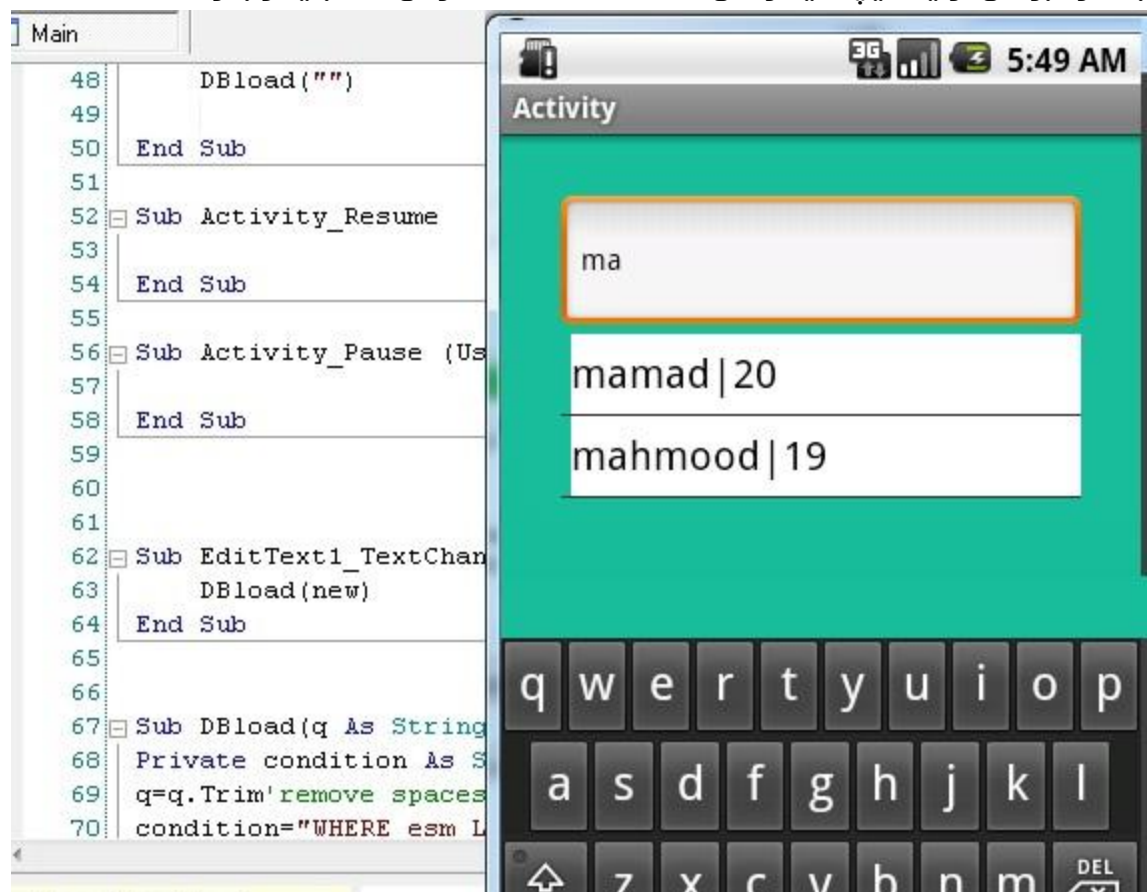 Main
48 DBload("")
49
50 End Sub
51
52 Sub Activity_Resume
53
54 End Sub
55
56 Sub Activity_Pause (Us
57
58 End Sub
59
60
61
62 Sub EditText1_TextChan
63 DBload(new)
64 End Sub
65
66
67 Sub DBload(q As String
68 Private condition As S
69 q=q.Trim'remove spaces
70 condition="WHERE esm L
3G 5:49 AM
Activity
ma
mamad|20
mahmood|19
q w e r t y u i o p
a s d f g h j k l
z x c v b n m DEL